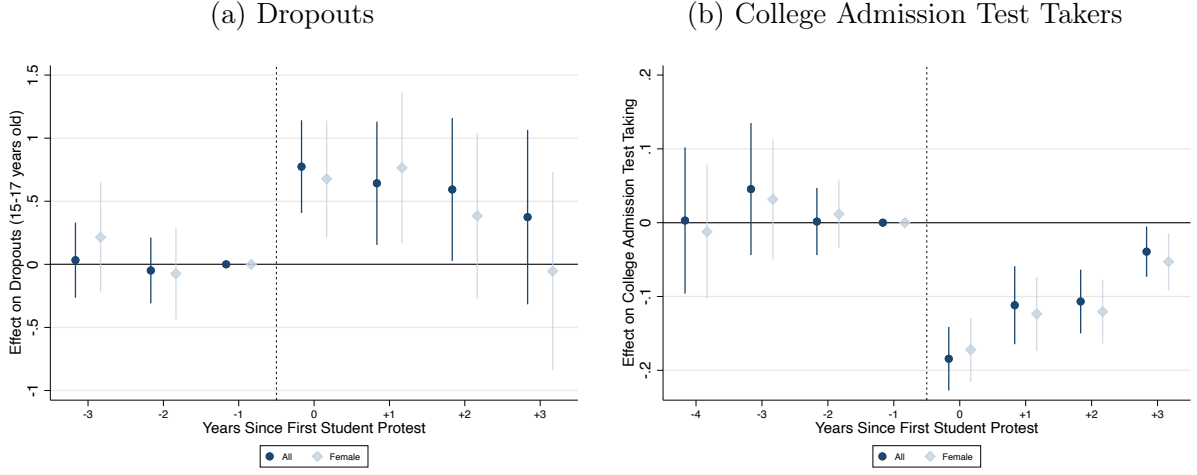 (a) Dropouts
Effect on Dropouts (15-17 years old)
1.5
1
.5
0
-.5
-1
-3 -2 -1 0 +1 +2 +3
Years Since First Student Protest
All Female
(b) College Admission Test Takers
Effect on College Admission Test Taking
.2
.1
0
-.1
-.2
-4 -3 -2 -1 0 +1 +2 +3
Years Since First Student Protest
All Female